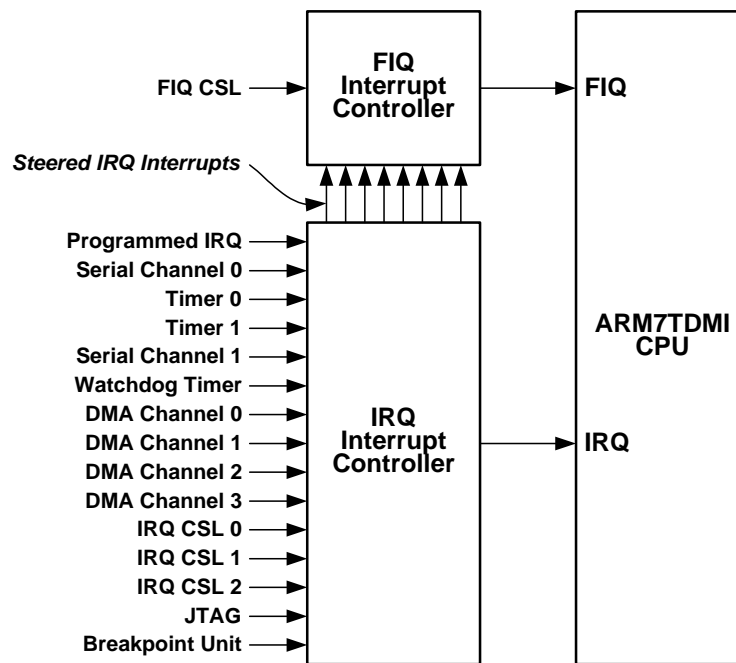 FIQ
Interrupt
Controller
FIQ CSL
FIQ
Steered IRQ Interrupts
Programmed IRQ
Serial Channel 0
Timer 0
Timer 1
Serial Channel 1
Watchdog Timer
DMA Channel 0
DMA Channel 1
DMA Channel 2
DMA Channel 3
IRQ CSL 0
IRQ CSL 1
IRQ CSL 2
JTAG
Breakpoint Unit
IRQ
Interrupt
Controller
IRQ
ARM7TDMI
CPU